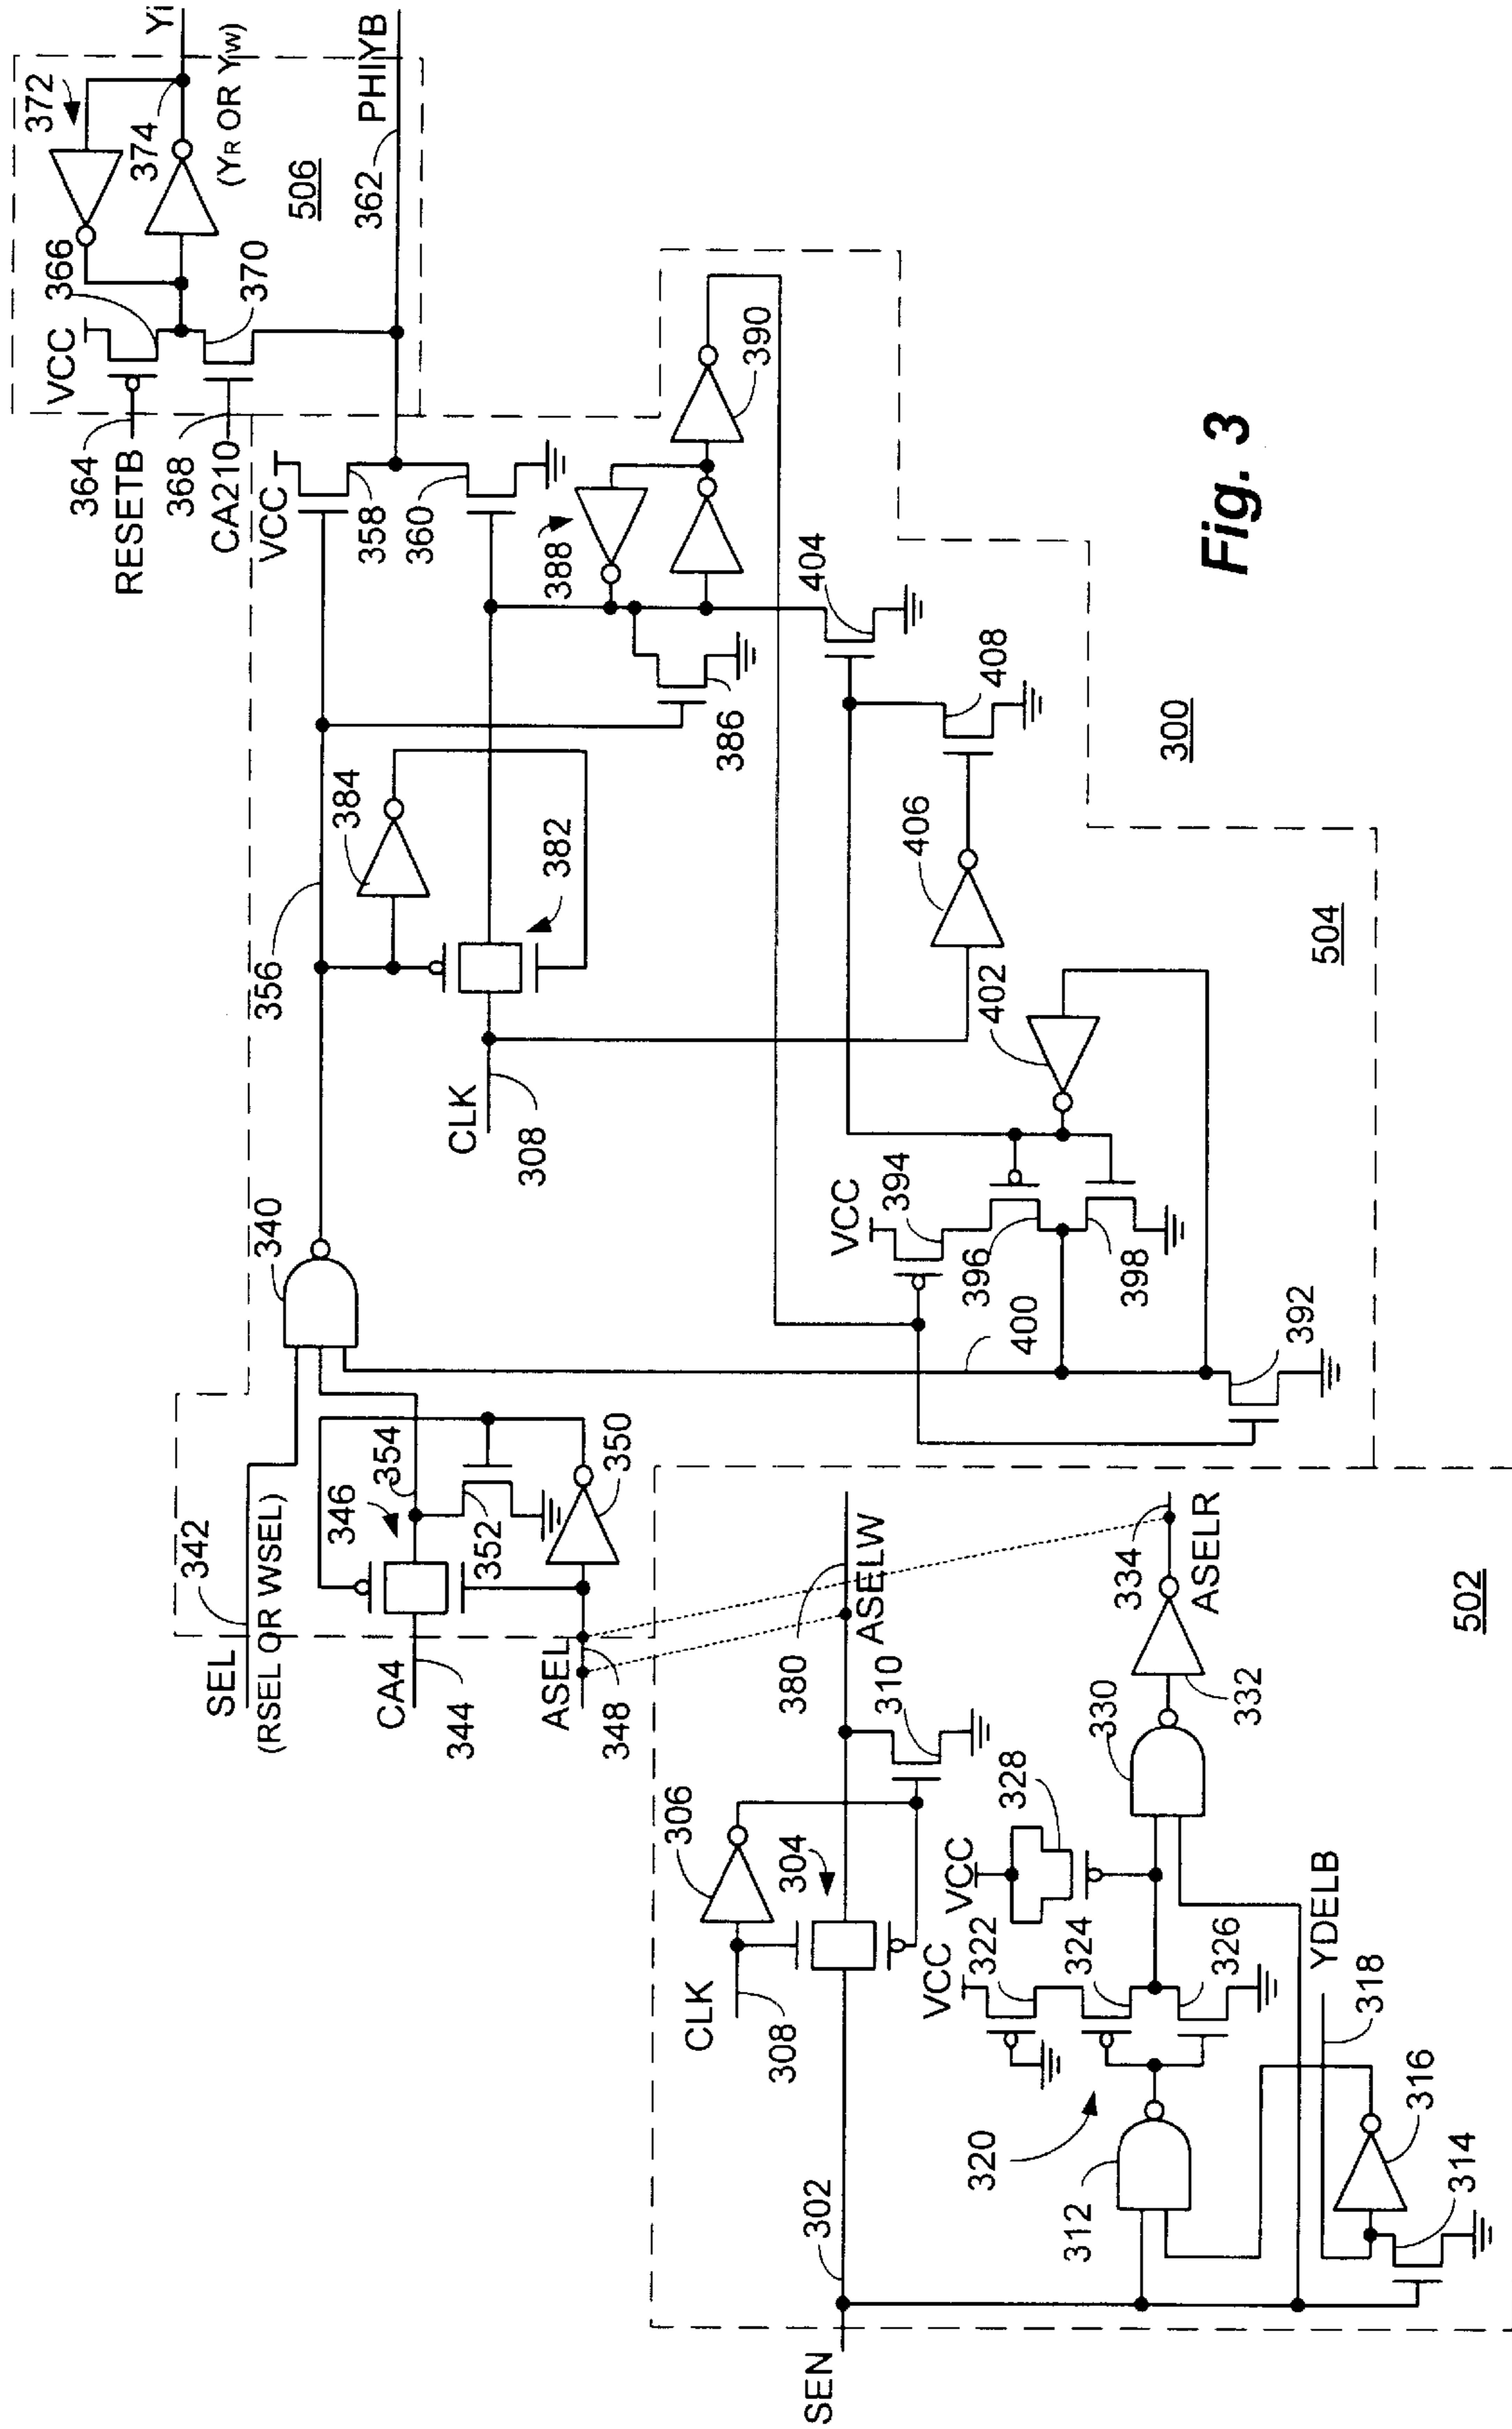 Yi
372
374
(YR OR YIW)
506
PHIYB
362
VCC
366
370
364
RESETB
368
CA210
VCC
358
360
388
390
404
386
408
384
382
356
CLK
308
406
402
300
504
340
VCC
394
396
398
400
392
342
SEL
(RSEL OR WSEL)
346
354
352
350
CA4
344
ASEL
348
ASELW
380
334
ASELR
502
306
304
310
CLK
308
328
VCC
VCC
322
324
326
330
332
YDELB
318
302
SEN
320
312
316
314
Fig. 3